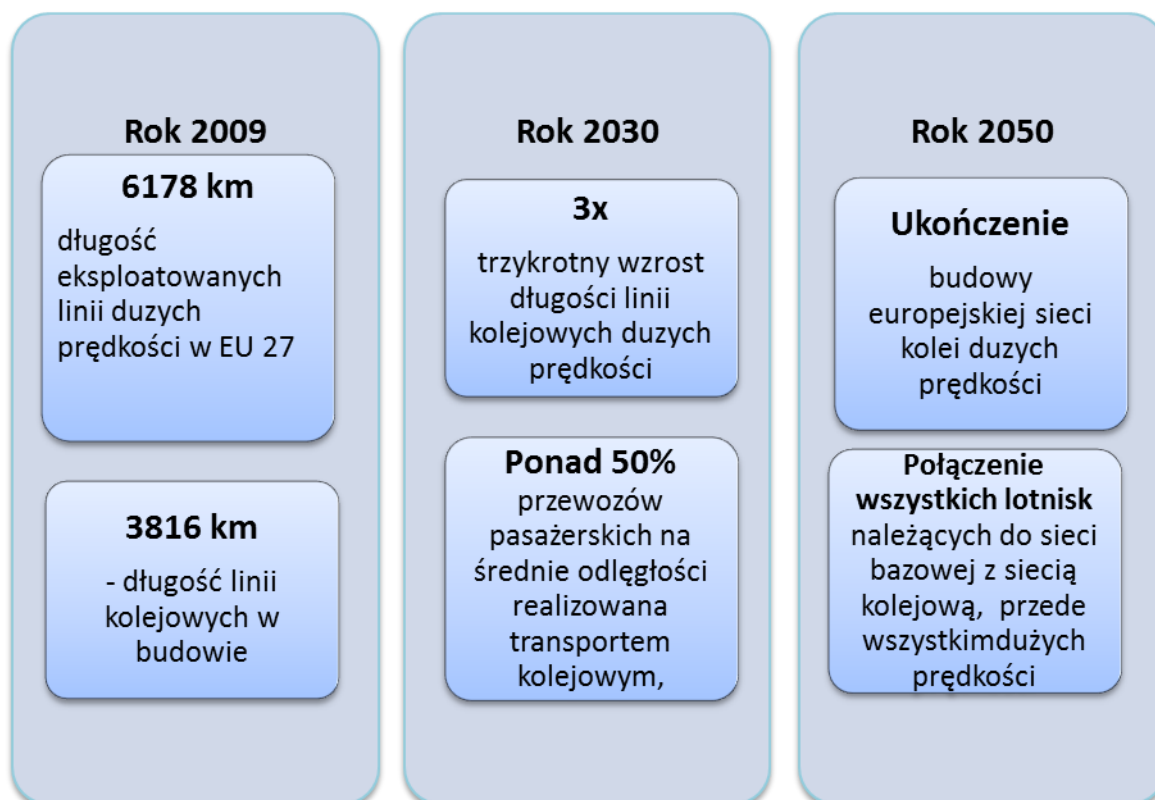 Rok 2009
6178 km
długość
eksploatowanych
linii duzych
prędkości w EU 27
3816 km
- długość linii
kolejowych w
budowie
Rok 2030
3x
trzykrotny wzrost
długości linii
kolejowych duzych
prędkości
Ponad 50%
przewozów
pasażerskich na
średnie odlęgłości
realizowana
transportem
kolejowym,
Rok 2050
Ukończenie
budowy
europejskiej sieci
kolei duzych
prędkości
Połączenie
wszystkich lotnisk
należących do sieci
bazowej z siecią
kolejową, przede
wszystkimdużych
prędkości